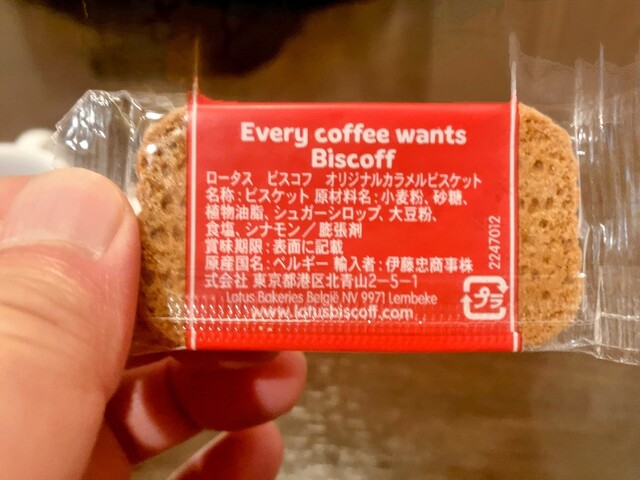 Every coffee wants
Biscoff
ロータス ビスコフ オリジナルカラメルビスケット
名称：ビスケット 原材料名：小麦粉、砂糖、
植物油脂、シュガーシロップ、大豆粉、
食塩、シナモン／膨張剤
賞味期限：表面に記載
原産国名：ベルギー 輸入者：伊藤忠商事株
式会社 東京都港区北青山2-5-1
Lotus Bakeries België NV 9971 Lembeke
www.lotusbiscoff.com
2247012
プラ